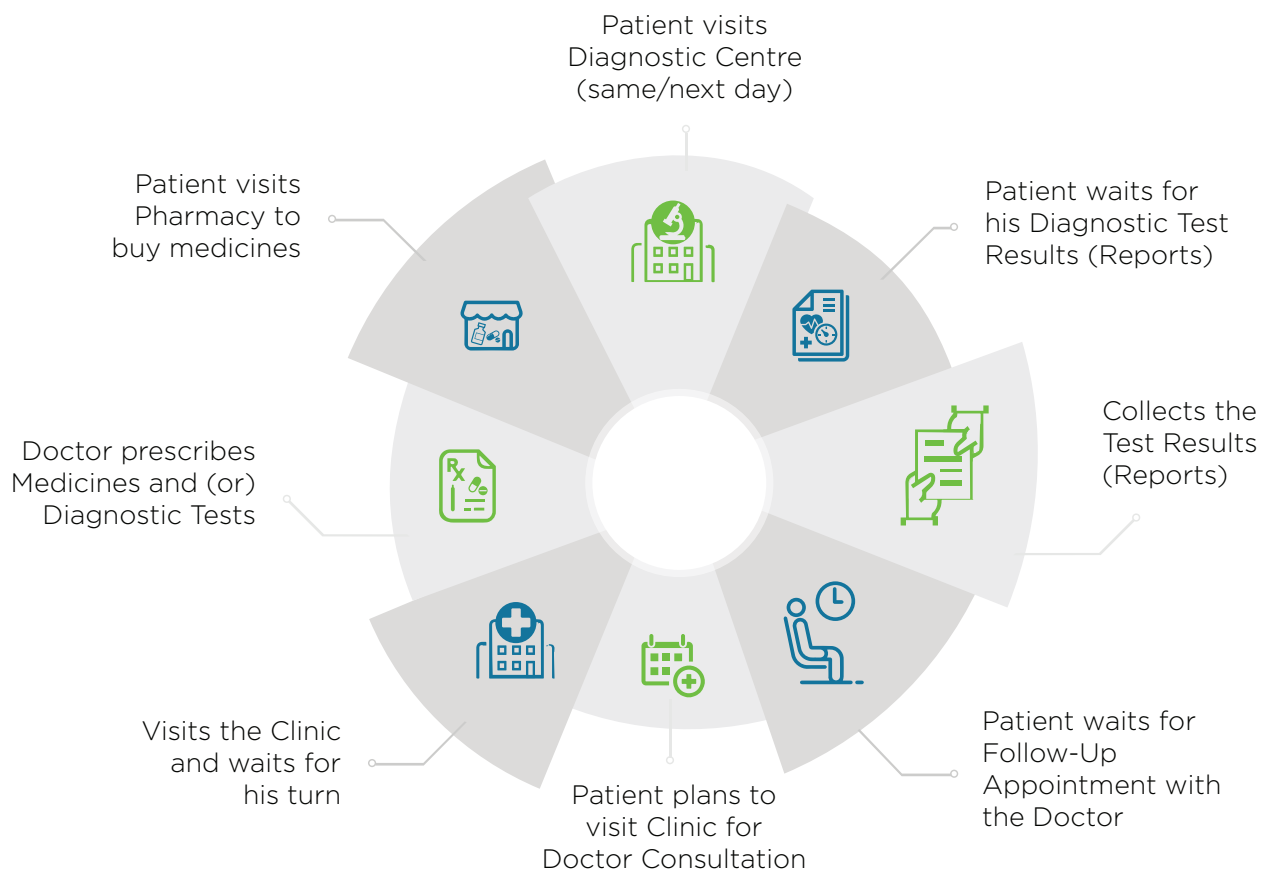 Patient visits
Diagnostic Centre
(same/next day)
Patient visits
Pharmacy to
buy medicines
Patient waits for
his Diagnostic Test
Results (Reports)
Collects the
Test Results
(Reports)
Doctor prescribes
Medicines and (or)
Diagnostic Tests
Rx
Visits the Clinic
and waits for
his turn
Patient plans to
visit Clinic for
Doctor Consultation
Patient waits for
Follow-Up
Appointment with
the Doctor